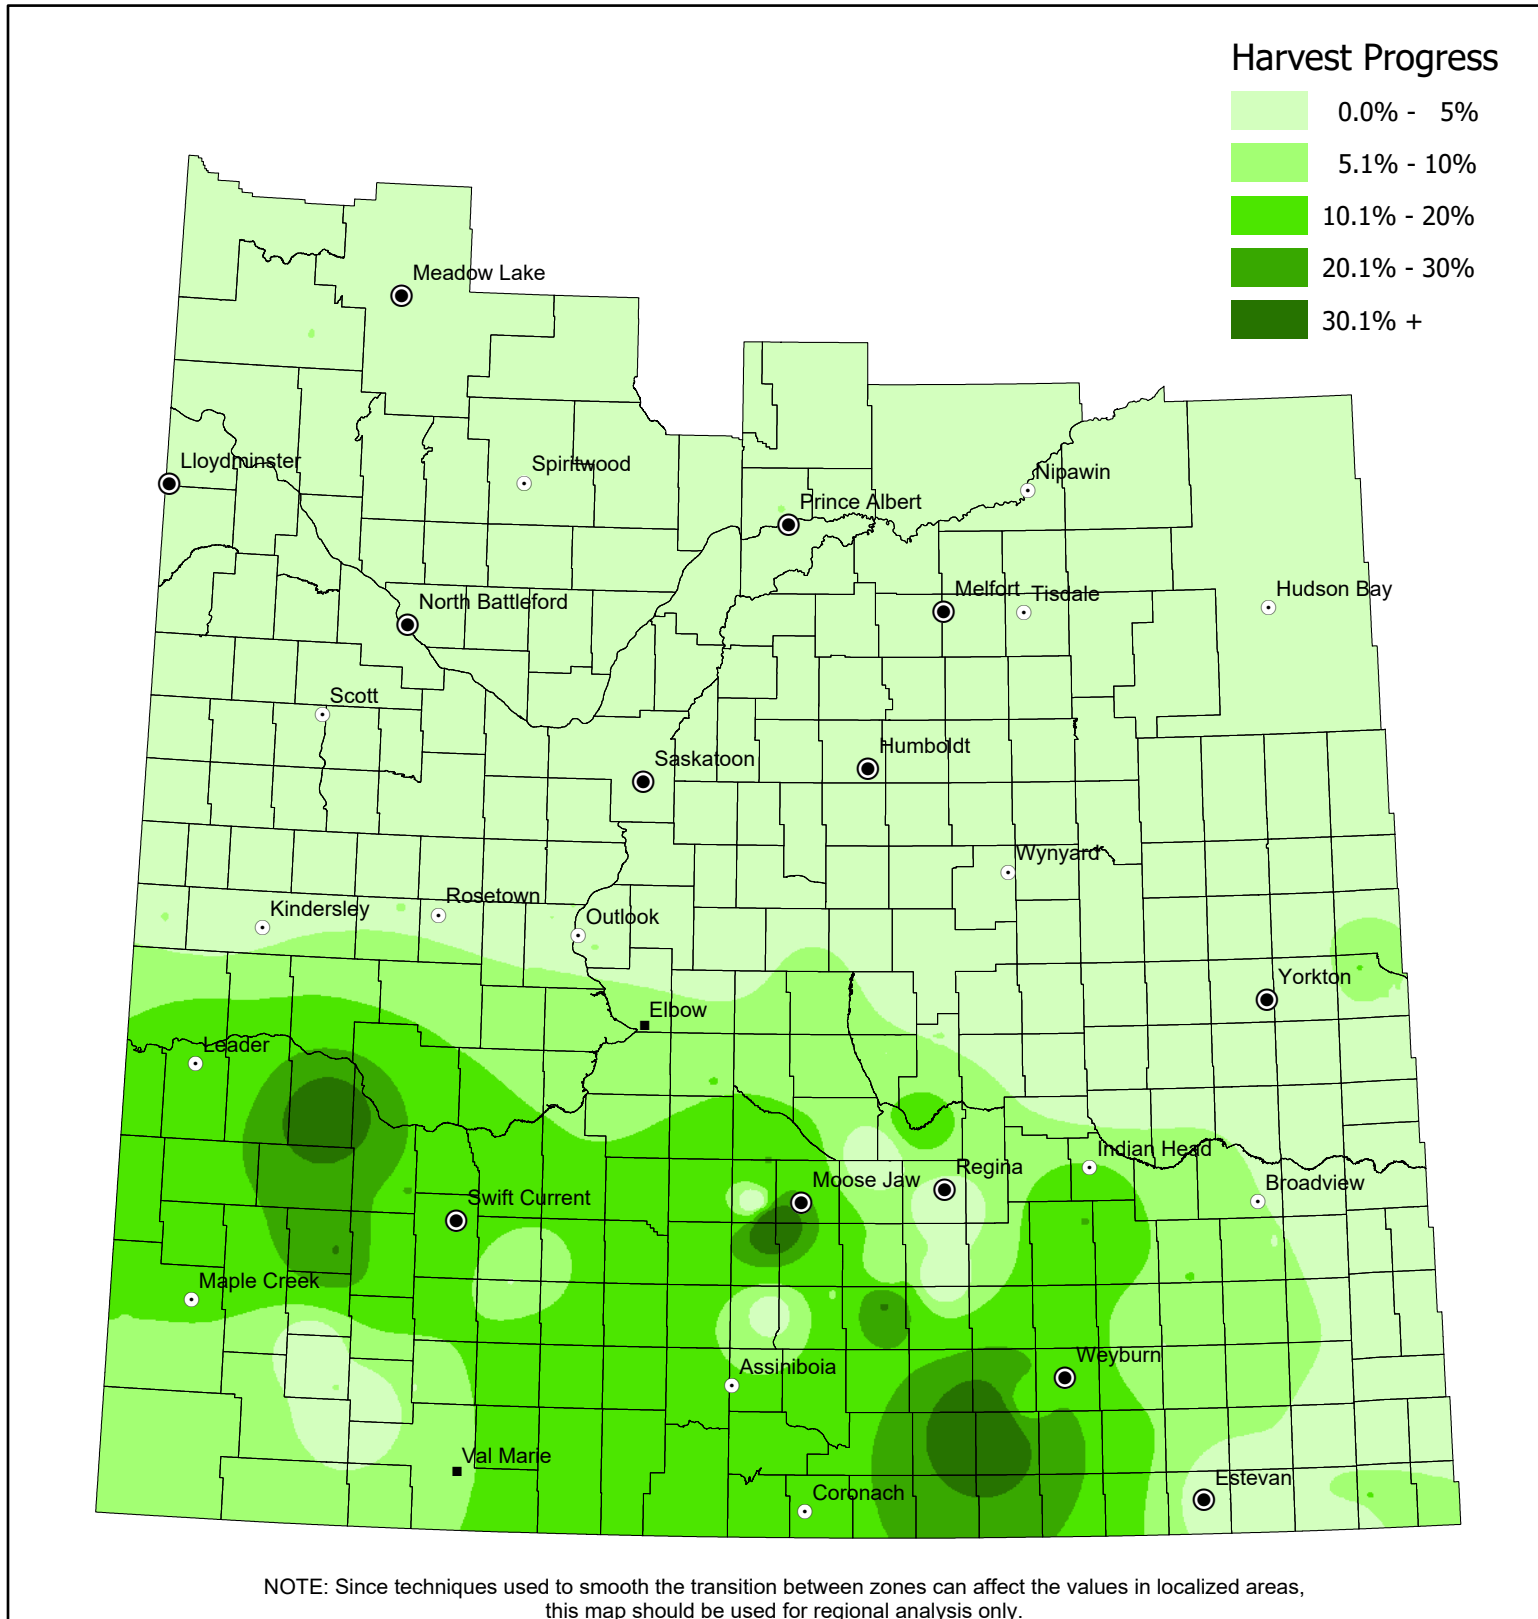 Harvest Progress
0.0% - 5%
5.1% - 10%
10.1% - 20%
20.1% - 30%
30.1% +
Meadow Lake
Lloydminster
Spiritwood
Nipawin
Prince Albert
Hudson Bay
Melfort
Tisdale
North Battleford
Scott
Humboldt
Saskatoon
Wynyard
Rosetown
Kindersley
Outlook
Yorkton
Elbow
Leader
Indian Head
Regina
Moose Jaw
Broadview
Swift Current
Maple Creek
Weyburn
Assiniboia
Val Marie
Estevan
Coronach
NOTE: Since techniques used to smooth the transition between zones can affect the values in localized areas,
this map should be used for regional analysis only.